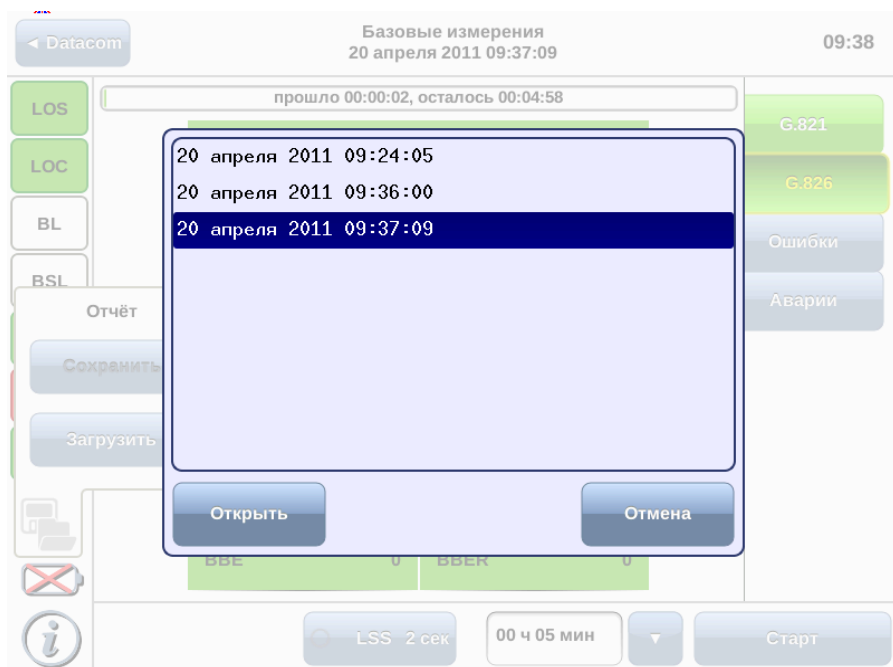 ◄ Datacom
Базовые измерения
20 апреля 2011 09:37:09
09:38
LOS
прошло 00:00:02, осталось 00:04:58
G.821
LOC
20 апреля 2011 09:24:05
20 апреля 2011 09:36:00
G.826
BL
20 апреля 2011 09:37:09
Ошибки
BSL
Аварии
Отчёт
Сохранить
Загрузить
Открыть
Отмена
BBE 0 BBER 0
LSS 2 сек
00 ч 05 мин
▼
Старт